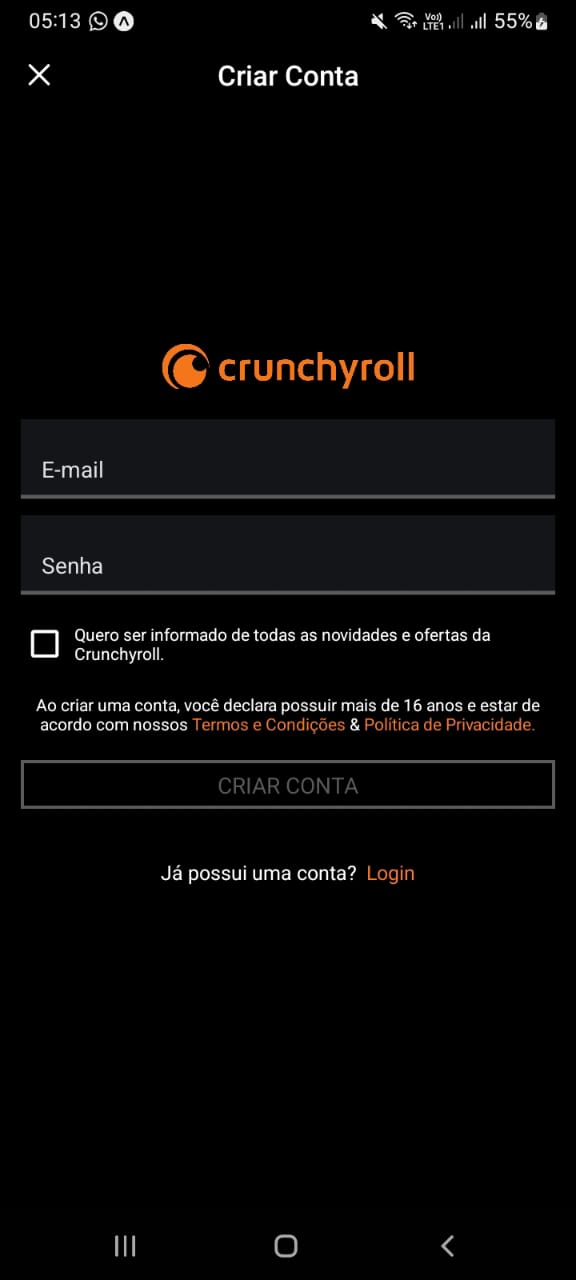 05:13 Vo) LTE1 55%
Criar Conta
crunchyroll
E-mail
Senha
Quero ser informado de todas as novidades e ofertas da
Crunchyroll.
Ao criar uma conta, você declara possuir mais de 16 anos e estar de
acordo com nossos Termos e Condições & Política de Privacidade.
CRIAR CONTA
Já possui uma conta? Login